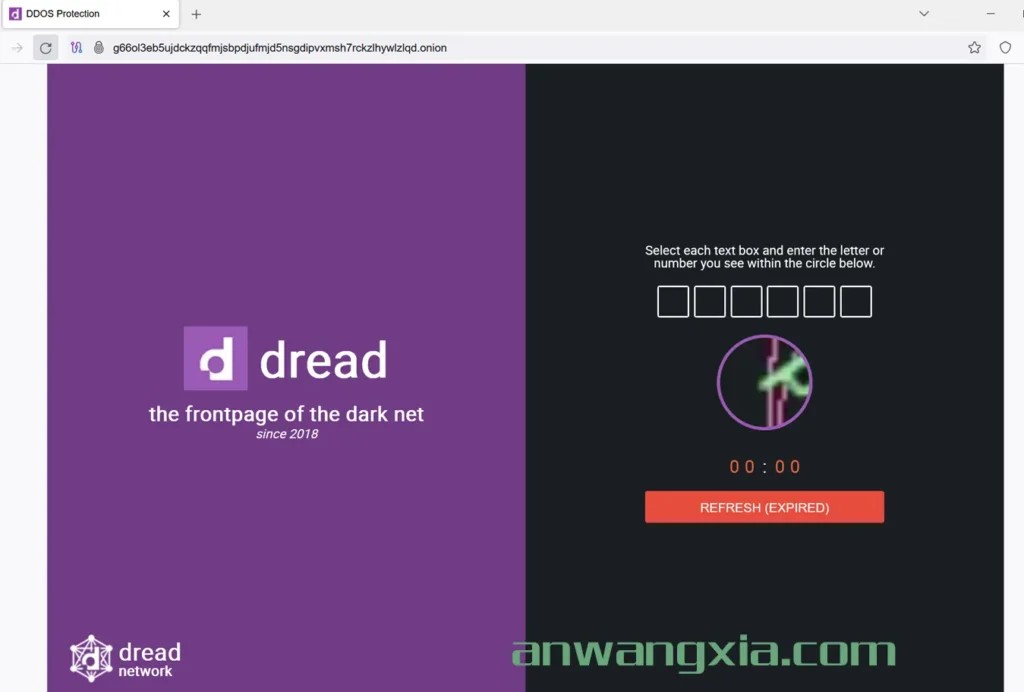 DDOS Protection
g66ol3eb5ujdckzqqfmjsbpdjufmjd5nsgdipvxmsh7rckzlhywlzlqd.onion
d dread
the frontpage of the dark net
since 2018
Select each text box and enter the letter or
number you see within the circle below.
00:00
REFRESH (EXPIRED)
dread
network
anwangxia.com